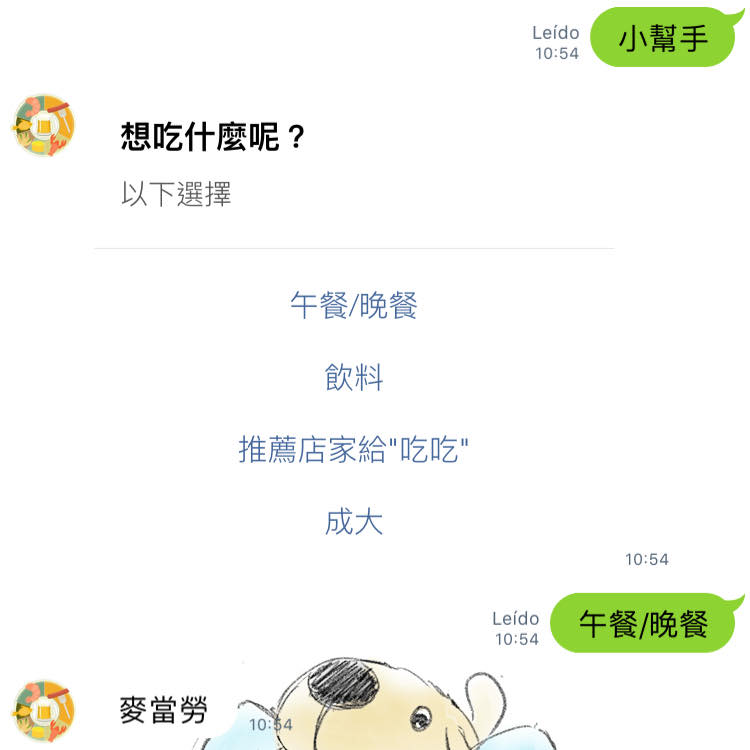 Leído
10:54
小幫手
想吃什麼呢?
以下選擇
午餐/晚餐
飲料
推薦店家給"吃吃"
成大
10:54
Leído
10:54
午餐/晚餐
麥當勞
10:54